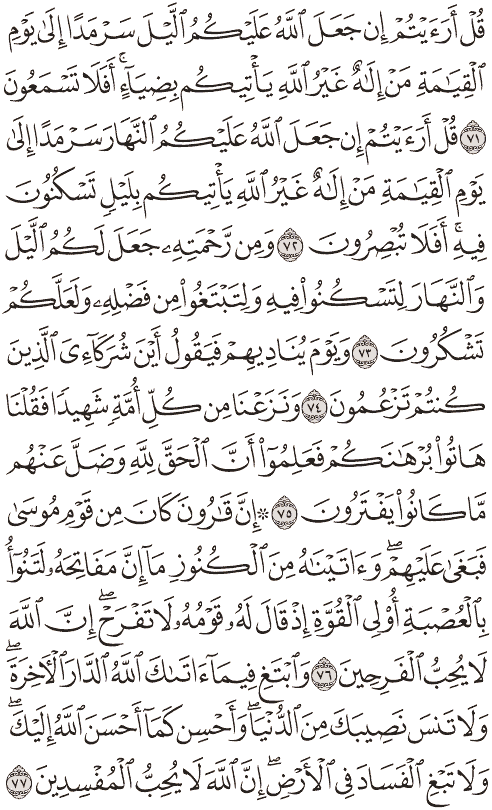 قُلۡ أَرَءَيۡتُمۡ إِن جَعَلَ ٱللَّهُ عَلَيۡكُمُ ٱلَّيۡلَ سَرۡمَدًا إِلَىٰ يَوۡمِ
ٱلۡقِيَٰمَةِ مَنۡ إِلَٰهٌ غَيۡرُ ٱللَّهِ يَأۡتِيكُم بِضِيَآءٍۚ أَفَلَا تَسۡمَعُونَ
٧١ قُلۡ أَرَءَيۡتُمۡ إِن جَعَلَ ٱللَّهُ عَلَيۡكُمُ ٱلنَّهَارَ سَرۡمَدًا إِلَىٰ
يَوۡمِ ٱلۡقِيَٰمَةِ مَنۡ إِلَٰهٌ غَيۡرُ ٱللَّهِ يَأۡتِيكُم بِلَيۡلٖ تَسۡكُنُونَ
فِيهِۚ أَفَلَا تُبۡصِرُونَ ٧٢ وَمِن رَّحۡمَتِهِۦ جَعَلَ لَكُمُ ٱلَّيۡلَ
وَٱلنَّهَارَ لِتَسۡكُنُواْ فِيهِ وَلِتَبۡتَغُواْ مِن فَضۡلِهِۦ وَلَعَلَّكُمۡ
تَشۡكُرُونَ ٧٣ وَيَوۡمَ يُنَادِيهِمۡ فَيَقُولُ أَيۡنَ شُرَكَآءِيَ ٱلَّذِينَ
كُنتُمۡ تَزۡعُمُونَ ٧٤ وَنَزَعۡنَا مِن كُلِّ أُمَّةٖ شَهِيدٗا فَقُلۡنَا
هَاتُواْ بُرۡهَٰنَكُمۡ فَعَلِمُوٓاْ أَنَّ ٱلۡحَقَّ لِلَّهِ وَضَلَّ عَنۡهُم
مَّا كَانُواْ يَفۡتَرُونَ ٧٥ ۞ إِنَّ قَٰرُونَ كَانَ مِن قَوۡمِ مُوسَىٰ
فَبَغَىٰ عَلَيۡهِمۡۖ وَءَاتَيۡنَٰهُ مِنَ ٱلۡكُنُوزِ مَآ إِنَّ مَفَاتِحَهُۥ لَتَنُوٓأُ
بِٱلۡعُصۡبَةِ أُوْلِي ٱلۡقُوَّةِ إِذۡ قَالَ لَهُۥ قَوۡمُهُۥ لَا تَفۡرَحۡۖ إِنَّ ٱللَّهَ
لَا يُحِبُّ ٱلۡفَرِحِينَ ٧٦ وَٱبۡتَغِ فِيمَآ ءَاتَىٰكَ ٱللَّهُ ٱلدَّارَ ٱلۡأٓخِرَةَۖ
وَلَا تَنسَ نَصِيبَكَ مِنَ ٱلدُّنۡيَاۖ وَأَحۡسِن كَمَآ أَحۡسَنَ ٱللَّهُ إِلَيۡكَۖ
وَلَا تَبۡغِ ٱلۡفَسَادَ فِي ٱلۡأَرۡضِۖ إِنَّ ٱللَّهَ لَا يُحِبُّ ٱلۡمُفۡسِدِينَ ٧٧